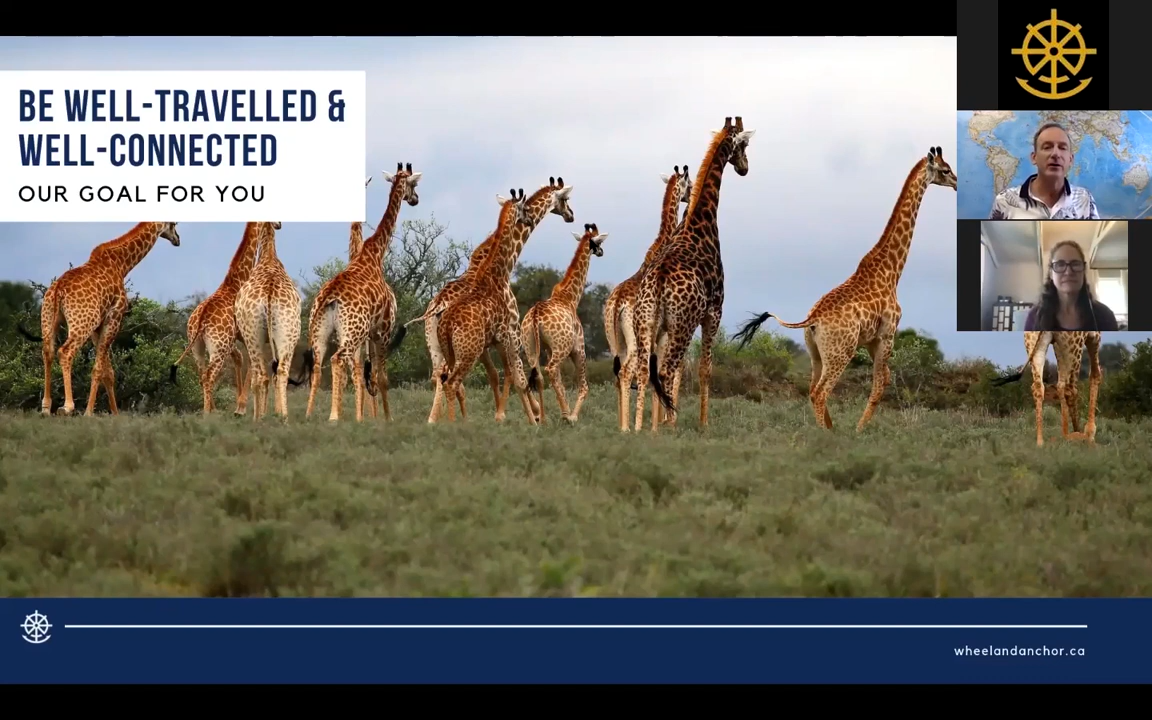 BE WELL-TRAVELLED &
WELL-CONNECTED
OUR GOAL FOR YOU
wheelandanchor.ca